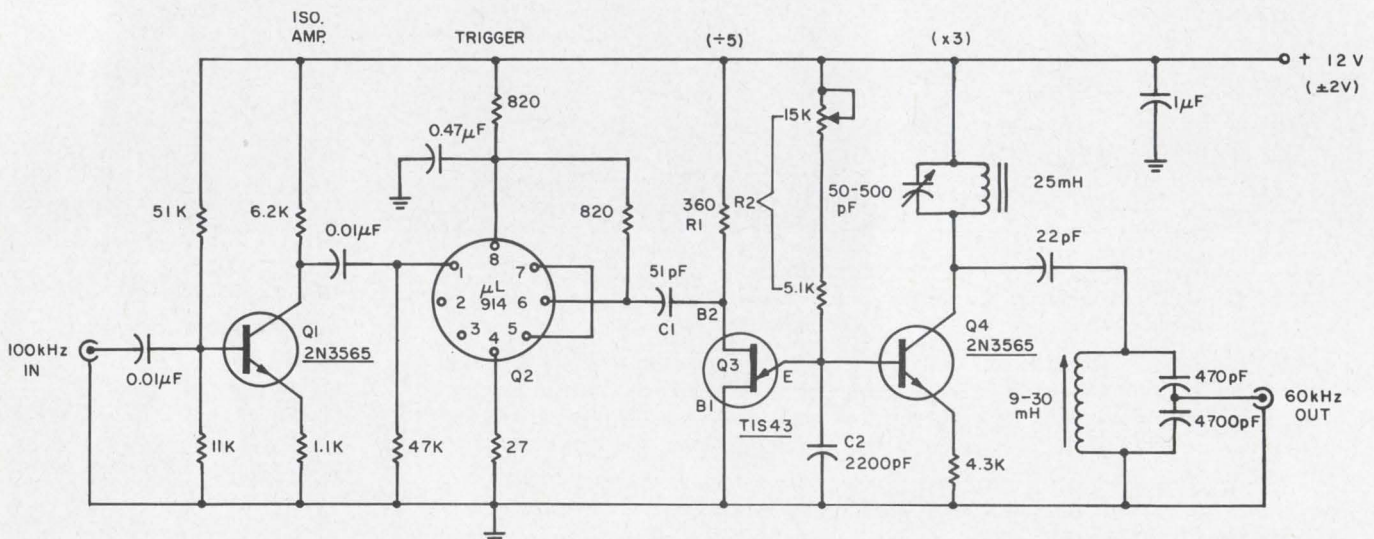 ISO.
AMP.
TRIGGER
(÷5)
(x3)
+ 12 V
(±2V)
820
0.47µF
15K
1µF
51K
6.2K
820
360
R1
R2
50-500
pF
25mH
0.01µF
8
1
7
µL
914
2
6
3
5
4
51pF
C1
B2
5.1K
22pF
Q1
2N3565
Q2
Q3
E
B1
TIS43
Q4
2N3565
100kHz
IN
0.01µF
9-30
mH
470pF
4700pF
60kHz
OUT
11K
1.1K
47K
27
C2
2200pF
4.3K